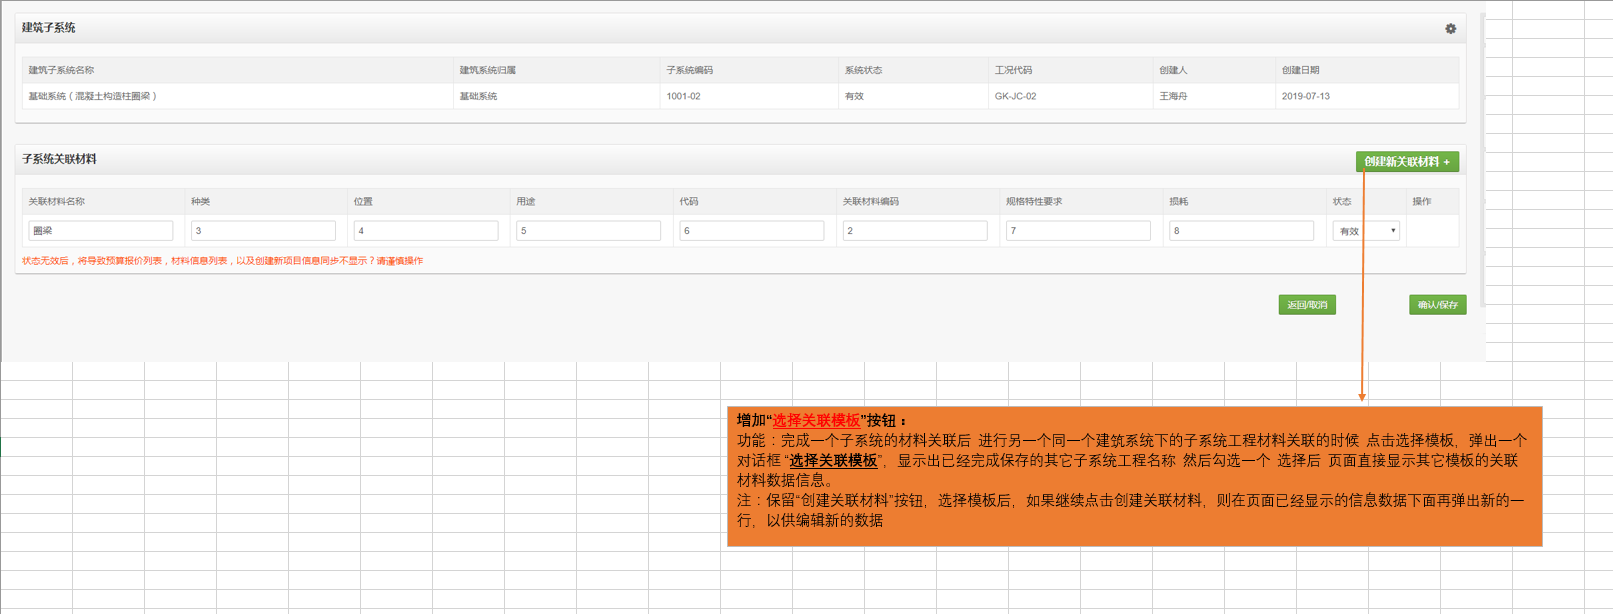 建筑子系统
建筑子系统名称 建筑系统归属 子系统编码 系统状态 工况代码 创建人 创建日期
基础系统（混凝土构造柱圈梁） 基础系统 1001-02 有效 GK-JC-02 王海舟 2019-07-13
子系统关联材料 创建新关联材料 +
关联材料名称 种类 位置 用途 代码 关联材料编码 规格特性要求 损耗 状态 操作
圈梁 3 4 5 6 2 7 8 有效
状态无效后，将导致预算报价列表，材料信息列表，以及创建新项目信息同步不显示？请谨慎操作
返回/取消 确认/保存
增加“选择关联模板”按钮：
功能：完成一个子系统的材料关联后 进行另一个同一个建筑系统下的子系统工程材料关联的时候 点击选择模板，弹出一个
对话框 “选择关联模板”，显示出已经完成保存的其它子系统工程名称 然后勾选一个 选择后 页面直接显示其它模板的关联
材料数据信息。
注：保留“创建关联材料”按钮，选择模板后，如果继续点击创建关联材料，则在页面已经显示的信息数据下面再弹出新的一
行，以供编辑新的数据